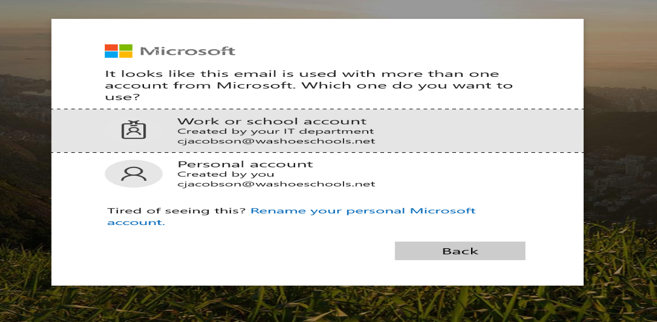 Microsoft
It looks like this email is used with more than one
account from Microsoft. Which one do you want to
use?
Work or school account
Created by your IT department
cjacobson@washoeschools.net
Personal account
Created by you
cjacobson@washoeschools.net
Tired of seeing this? Rename your personal Microsoft
account.
Back